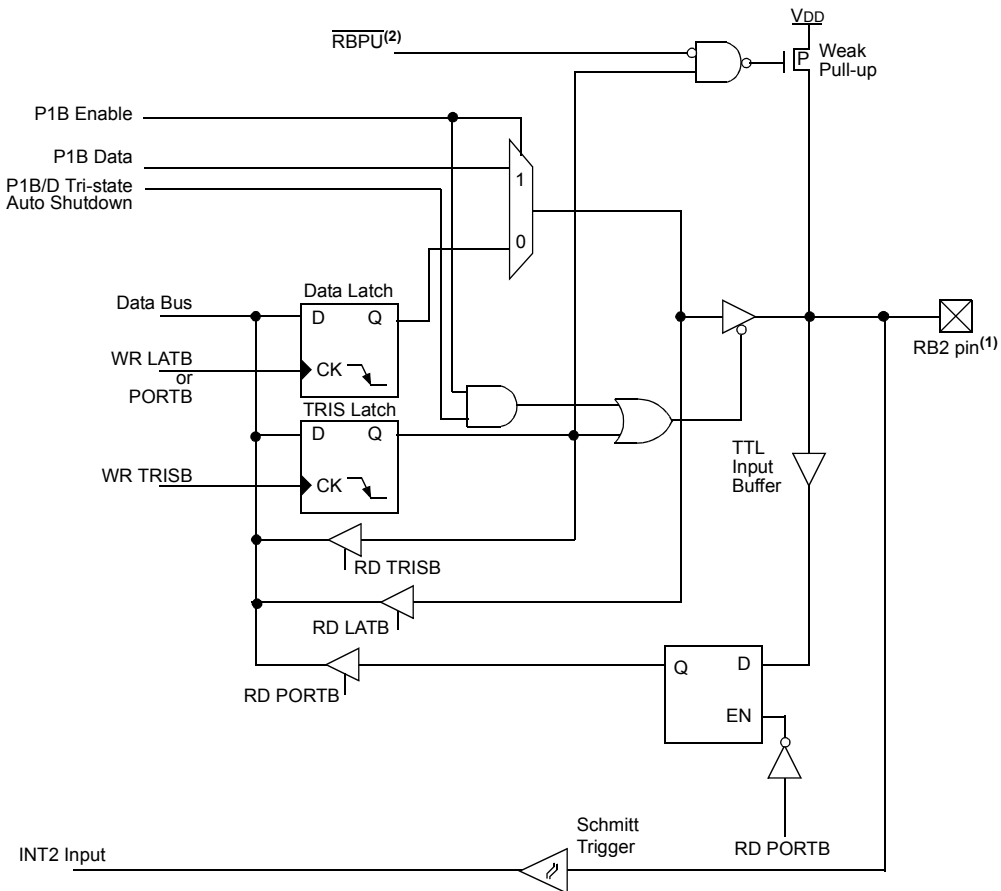 VDD
RBPU(2)
P
Weak
Pull-up
P1B Enable
P1B Data
P1B/D Tri-state
Auto Shutdown
1
0
Data Bus
Data Latch
D
Q
WR LATB
or
PORTB
CK
RB2 pin(1)
TRIS Latch
D
Q
WR TRISB
CK
TTL
Input
Buffer
RD TRISB
RD LATB
RD PORTB
Q
D
EN
RD PORTB
Schmitt
Trigger
INT2 Input